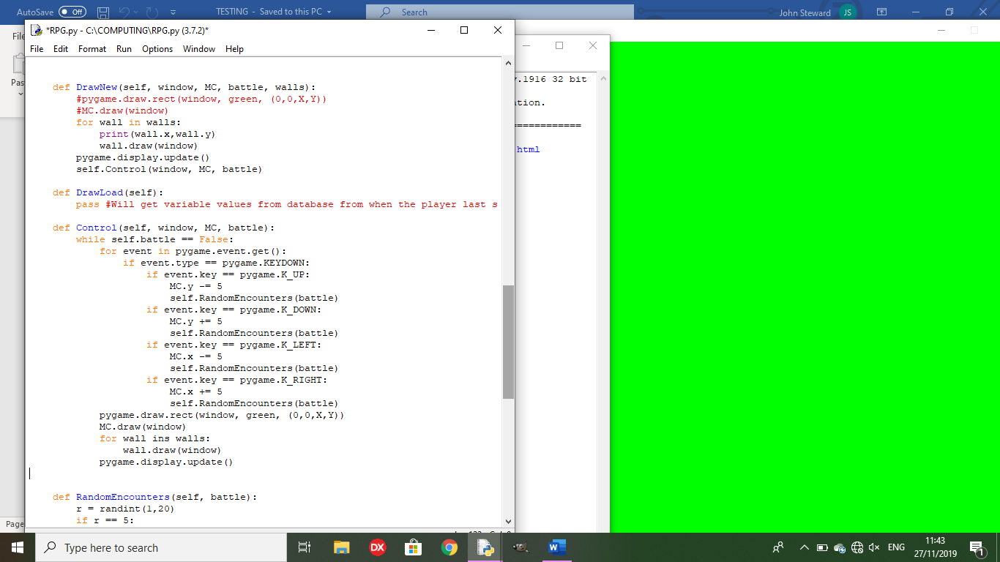 AutoSave Off TESTING - Saved to this PC Search John Steward JS
File
Pas
Page
*RPG.py - C:\COMPUTING\RPG.py (3.7.2)*
File Edit Format Run Options Window Help
def DrawNew(self, window, MC, battle, walls):
#pygame.draw.rect(window, green, (0,0,X,Y))
#MC.draw(window)
for wall in walls:
print(wall.x,wall.y)
wall.draw(window)
pygame.display.update()
self.Control(window, MC, battle)
def DrawLoad(self):
pass #Will get variable values from database from when the player last s
def Control(self, window, MC, battle):
while self.battle == False:
for event in pygame.event.get():
if event.type == pygame.KEYDOWN:
if event.key == pygame.K_UP:
MC.y -= 5
self.RandomEncounters(battle)
if event.key == pygame.K_DOWN:
MC.y += 5
self.RandomEncounters(battle)
if event.key == pygame.K_LEFT:
MC.x -= 5
self.RandomEncounters(battle)
if event.key == pygame.K_RIGHT:
MC.x += 5
self.RandomEncounters(battle)
pygame.draw.rect(window, green, (0,0,X,Y))
MC.draw(window)
for wall ins walls:
wall.draw(window)
pygame.display.update()
def RandomEncounters(self, battle):
r = randint(1,20)
if r == 5:
.1916 32 bit
tion.
============
html
Type here to search DX ENG 11:43
27/11/2019 1